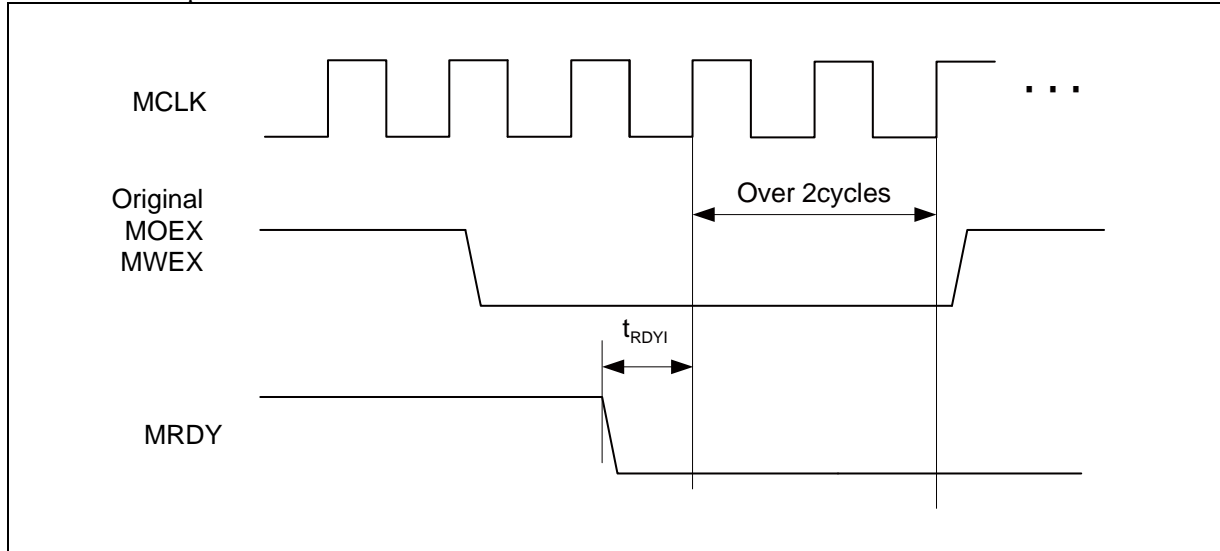 MCLK
. . .
Original
MOEX
MWEX
Over 2cycles
tRDYI
MRDY